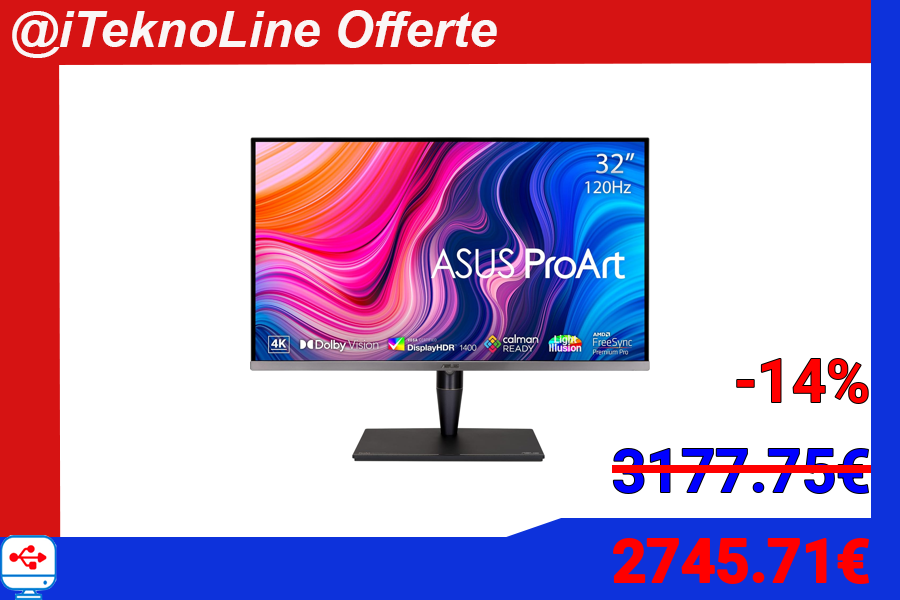 @iTeknoLine Offerte
32"
120Hz
ASUS ProArt
4K
Dolby Vision
DisplayHDR™ 1400
calman
READY
Light
Illusion
AMD
FreeSync
Premium Pro
-14%
3177.75€
2745.71€